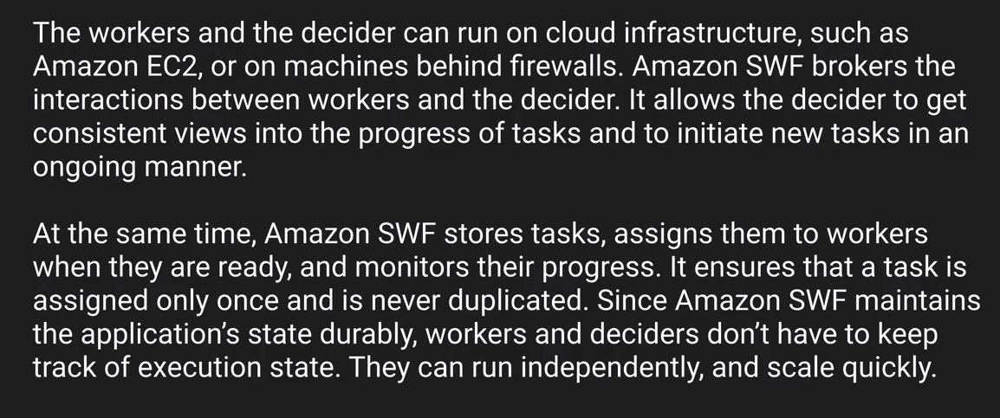 The workers and the decider can run on cloud infrastructure, such as
Amazon EC2, or on machines behind firewalls. Amazon SWF brokers the
interactions between workers and the decider. It allows the decider to get
consistent views into the progress of tasks and to initiate new tasks in an
ongoing manner.
At the same time, Amazon SWF stores tasks, assigns them to workers
when they are ready, and monitors their progress. It ensures that a task is
assigned only once and is never duplicated. Since Amazon SWF maintains
the application’s state durably, workers and deciders don’t have to keep
track of execution state. They can run independently, and scale quickly.